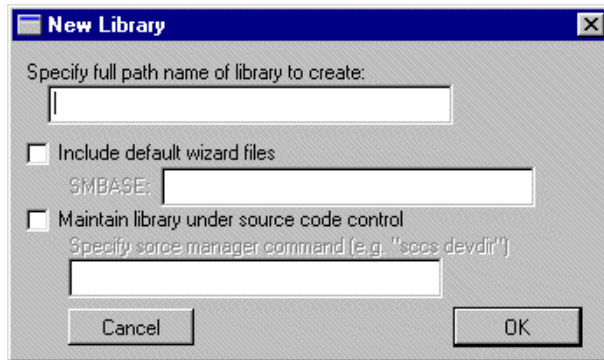 New Library
Specify full path name of library to create:
Include default wizard files
SMBASE:
Maintain library under source code control
Specify sorce manager command (e.g. "sccs devdir")
Cancel OK